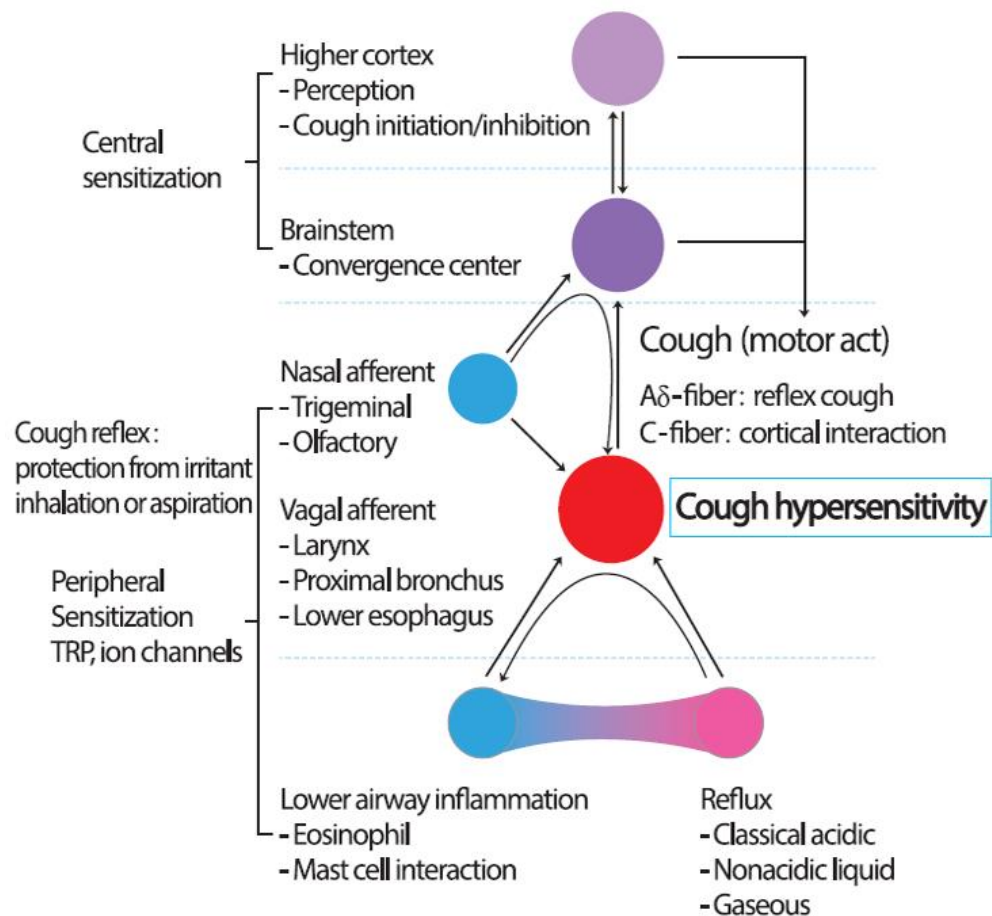 Higher cortex
- Perception
- Cough initiation/inhibition
Central
sensitization
Brainstem
- Convergence center
Cough (motor act)
Aδ-fiber: reflex cough
C-fiber: cortical interaction
Nasal afferent
- Trigeminal
- Olfactory
Cough reflex:
protection from irritant
inhalation or aspiration
Cough hypersensitivity
Vagal afferent
- Larynx
- Proximal bronchus
- Lower esophagus
Peripheral
Sensitization
TRP, ion channels
Lower airway inflammation
- Eosinophil
- Mast cell interaction
Reflux
- Classical acidic
- Nonacidic liquid
- Gaseous